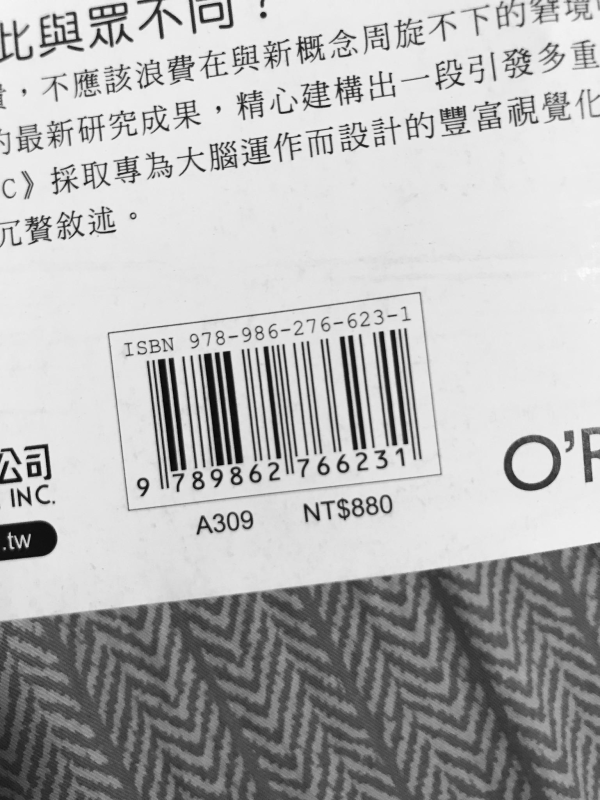 此與眾不同？
，不應該浪費在與新概念周旋不下的窘境
的最新研究成果，精心建構出一段引發多重
C》採取專為大腦運作而設計的豐富視覺化
冗贅敘述。
ISBN 978-986-276-623-1
9 789862 766231
公司
INC.
.tw
O'R
A309 NT$880